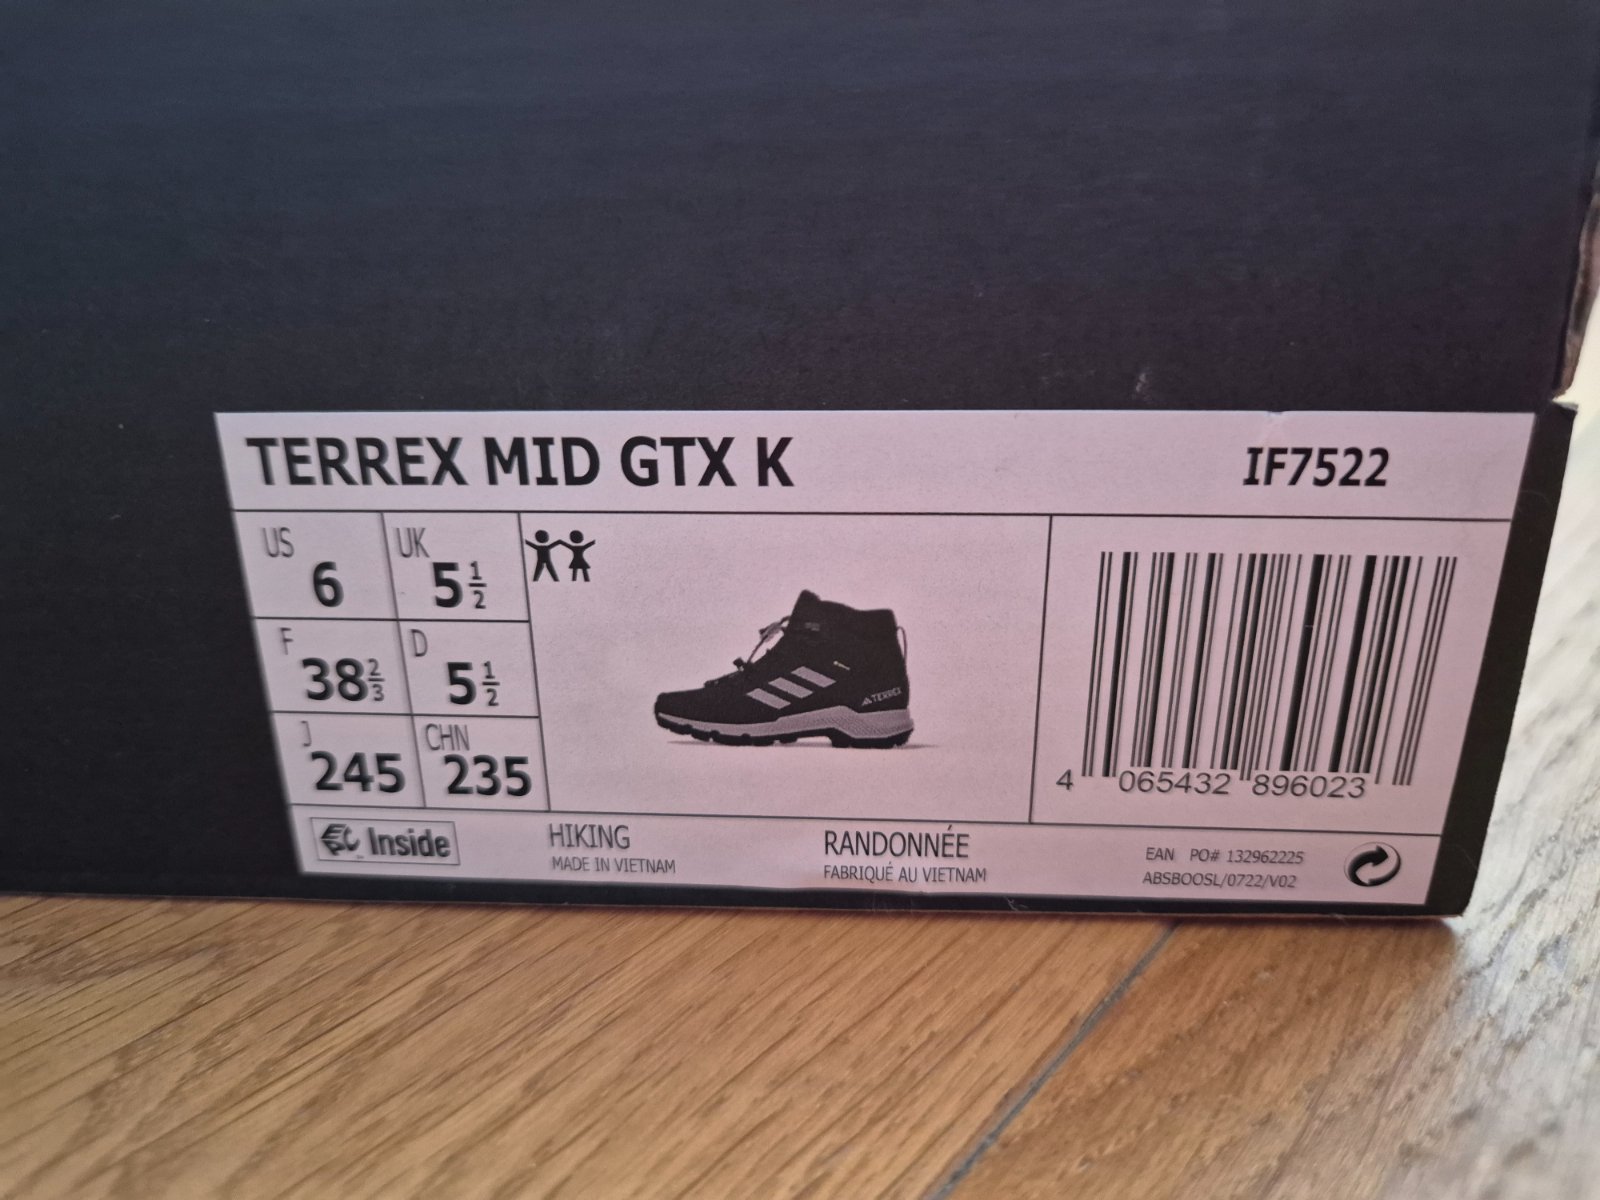 TERREX MID GTX K IF7522
US 6 UK 5 1/2
F 38 2/3 D 5 1/2
J 245 CHN 235
TERREX
4 065432 896023
Inside
HIKING
MADE IN VIETNAM
RANDONNÉE
FABRIQUÉ AU VIETNAM
EAN PO# 132962225
ABSBOOSL/0722/V02